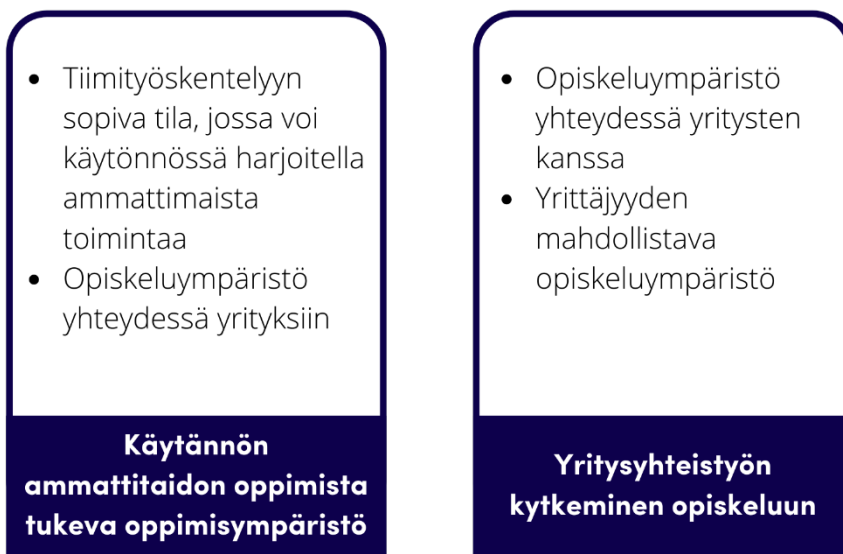 • Tiimityöskentelyyn
sopiva tila, jossa voi
käytönnössä harjoitella
ammattimaista
toimintaa
• Opiskeluympäristö
yhteydessä yrityksiin
Käytännön
ammattitaidon oppimista
tukeva oppimisympäristö
• Opiskeluympäristö
yhteydessä yritysten
kanssa
• Yrittäjyyden
mahdollistava
opiskeluympäristö
Yritysyhteistyön
kytkeminen opiskeluun